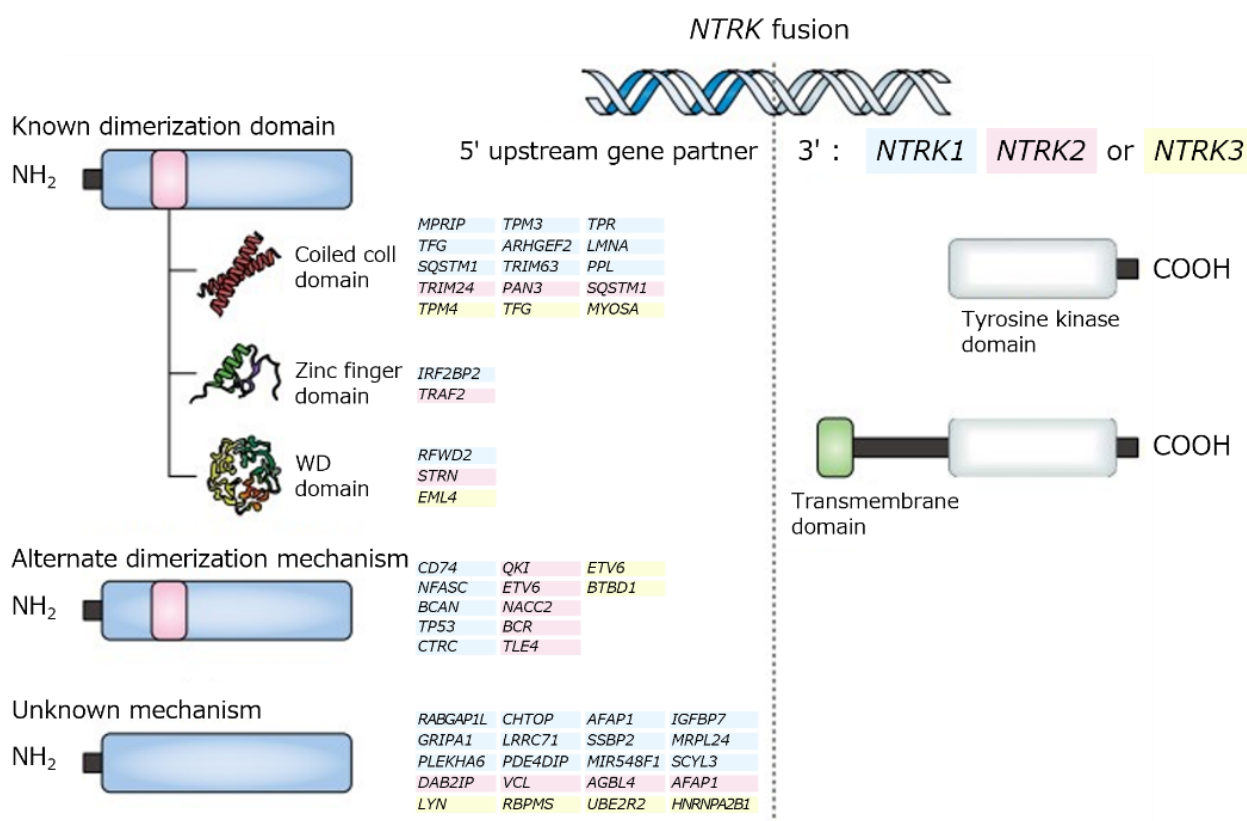 NTRK fusion
Known dimerization domain
NH2
5' upstream gene partner
3' : NTRK1 NTRK2 or NTRK3
Coiled coll
domain
MPRIP TPM3 TPR
TFG ARHGEF2 LMNA
SQSTM1 TRIM63 PPL
TRIM24 PAN3 SQSTM1
TPM4 TFG MYOSA
COOH
Tyrosine kinase
domain
Zinc finger
domain
IRF2BP2
TRAF2
WD
domain
RFWD2
STRN
EML4
COOH
Transmembrane
domain
Alternate dimerization mechanism
NH2
CD74 QKI ETV6
NFASC ETV6 BTBD1
BCAN NACC2
TP53 BCR
CTRC TLE4
Unknown mechanism
NH2
RABGAP1L CHTOP AFAP1 IGFBP7
GRIPA1 LRRC71 SSBP2 MRPL24
PLEKHA6 PDE4DIP MIR548F1 SCYL3
DAB2IP VCL AGBL4 AFAP1
LYN RBPMS UBE2R2 HNRNPA2B1